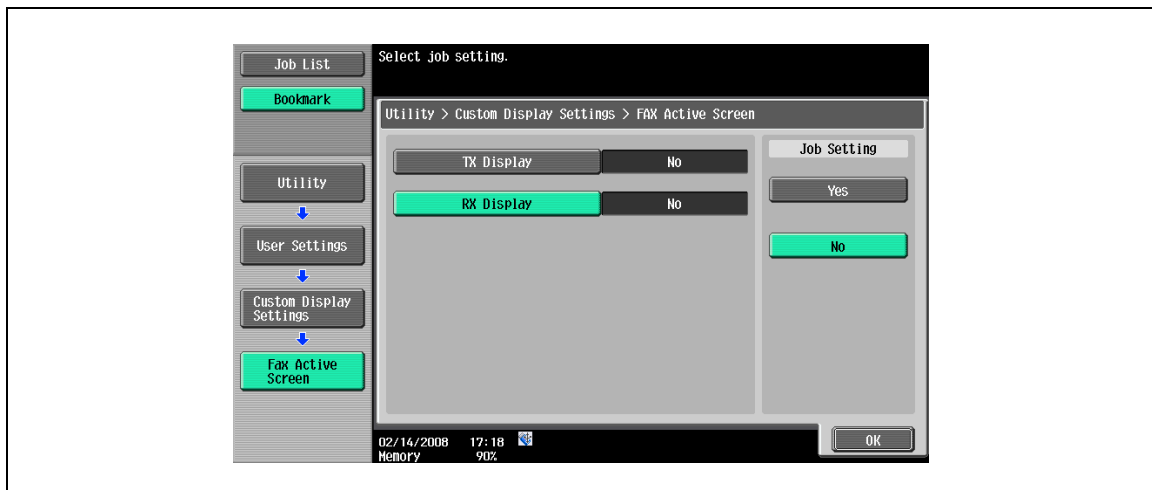 Job List
Bookmark
Utility
User Settings
Custom Display
Settings
Fax Active
Screen
Select job setting.
Utility > Custom Display Settings > FAX Active Screen
TX Display No
RX Display No
Job Setting
Yes
No
02/14/2008 17:18
Memory 90%
OK